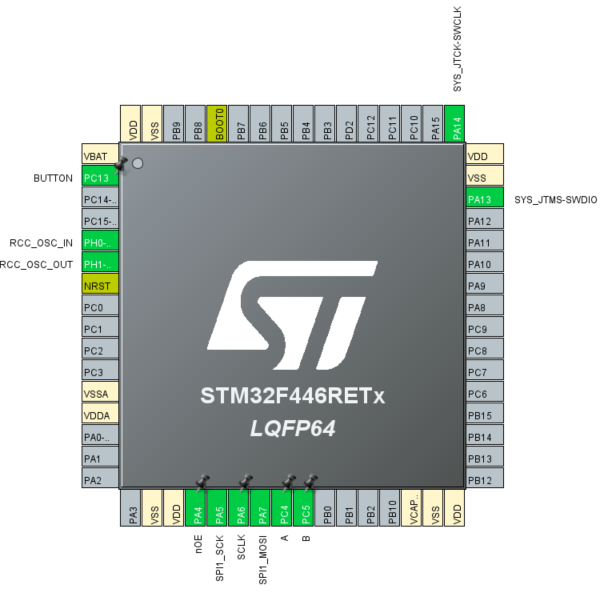 SYS_JTCK-SWCLK
VDD
VSS
PB9
PB8
BOOT0
PB7
PB6
PB5
PB4
PB3
PD2
PC12
PC11
PC10
PA15
PA14
VBAT
BUTTON PC13
PC14-..
PC15-..
RCC_OSC_IN PH0-..
RCC_OSC_OUT PH1-..
NRST
PC0
PC1
PC2
PC3
VSSA
VDDA
PA0-..
PA1
PA2
VDD
VSS
PA13 SYS_JTMS-SWDIO
PA12
PA11
PA10
PA9
PA8
PC9
PC8
PC7
PC6
PB15
PB14
PB13
PB12
ST
STM32F446RETx
LQFP64
PA3
VSS
VDD
PA4
PA5
PA6
PA7
PC4
PC5
PB0
PB1
PB2
PB10
VCAP..
VSS
VDD
nOE
SPI1_SCK
SCLK
SPI1_MOSI
A
B